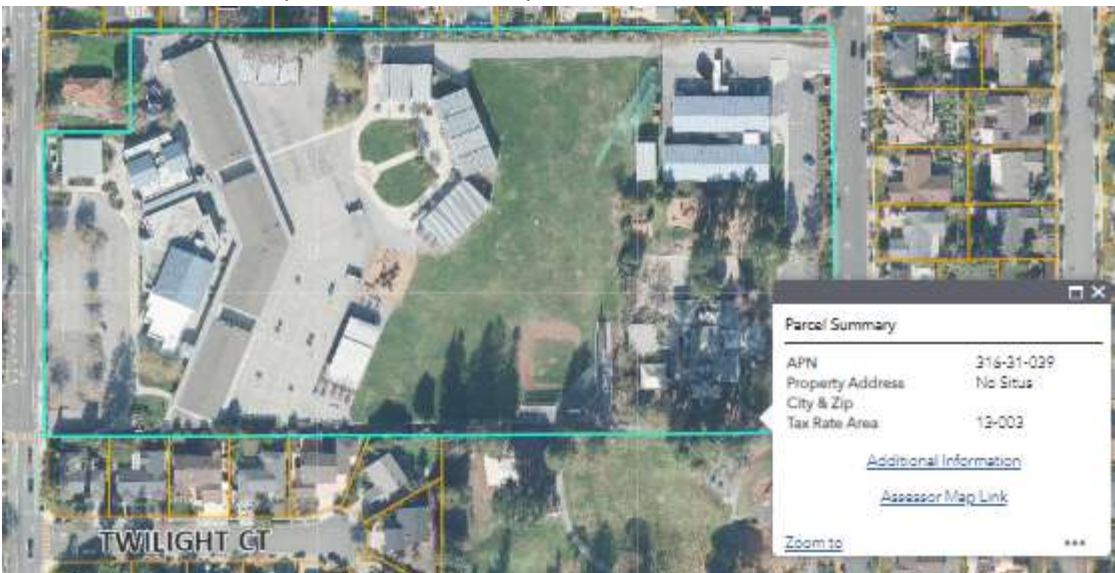 Parcel Summary
APN 316-31-039
Property Address No Situs
City & Zip
Tax Rate Area 13-003
Additional Information
Assessor Map Link
Zoom to •••
TWILIGHT CT